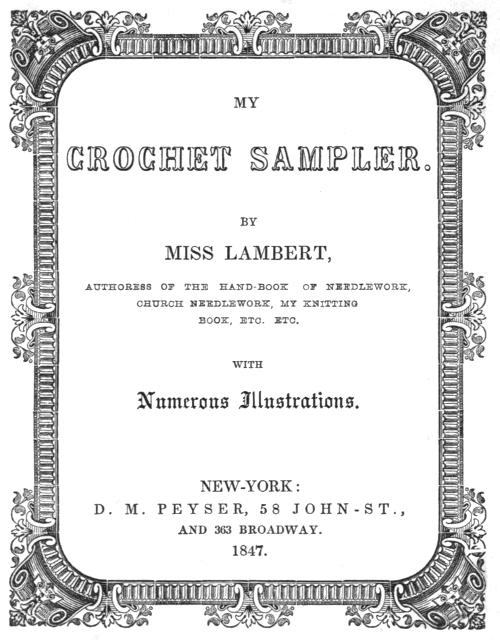 MY
CROCHET SAMPLER.
BY
MISS LAMBERT,
AUTHORESS OF THE HAND-BOOK OF NEEDLEWORK,
CHURCH NEEDLEWORK, MY KNITTING
BOOK, ETC. ETC.
WITH
Numerous Illustrations.
NEW-YORK:
D. M. PEYSER, 58 JOHN-ST.,
AND 363 BROADWAY.
1847.